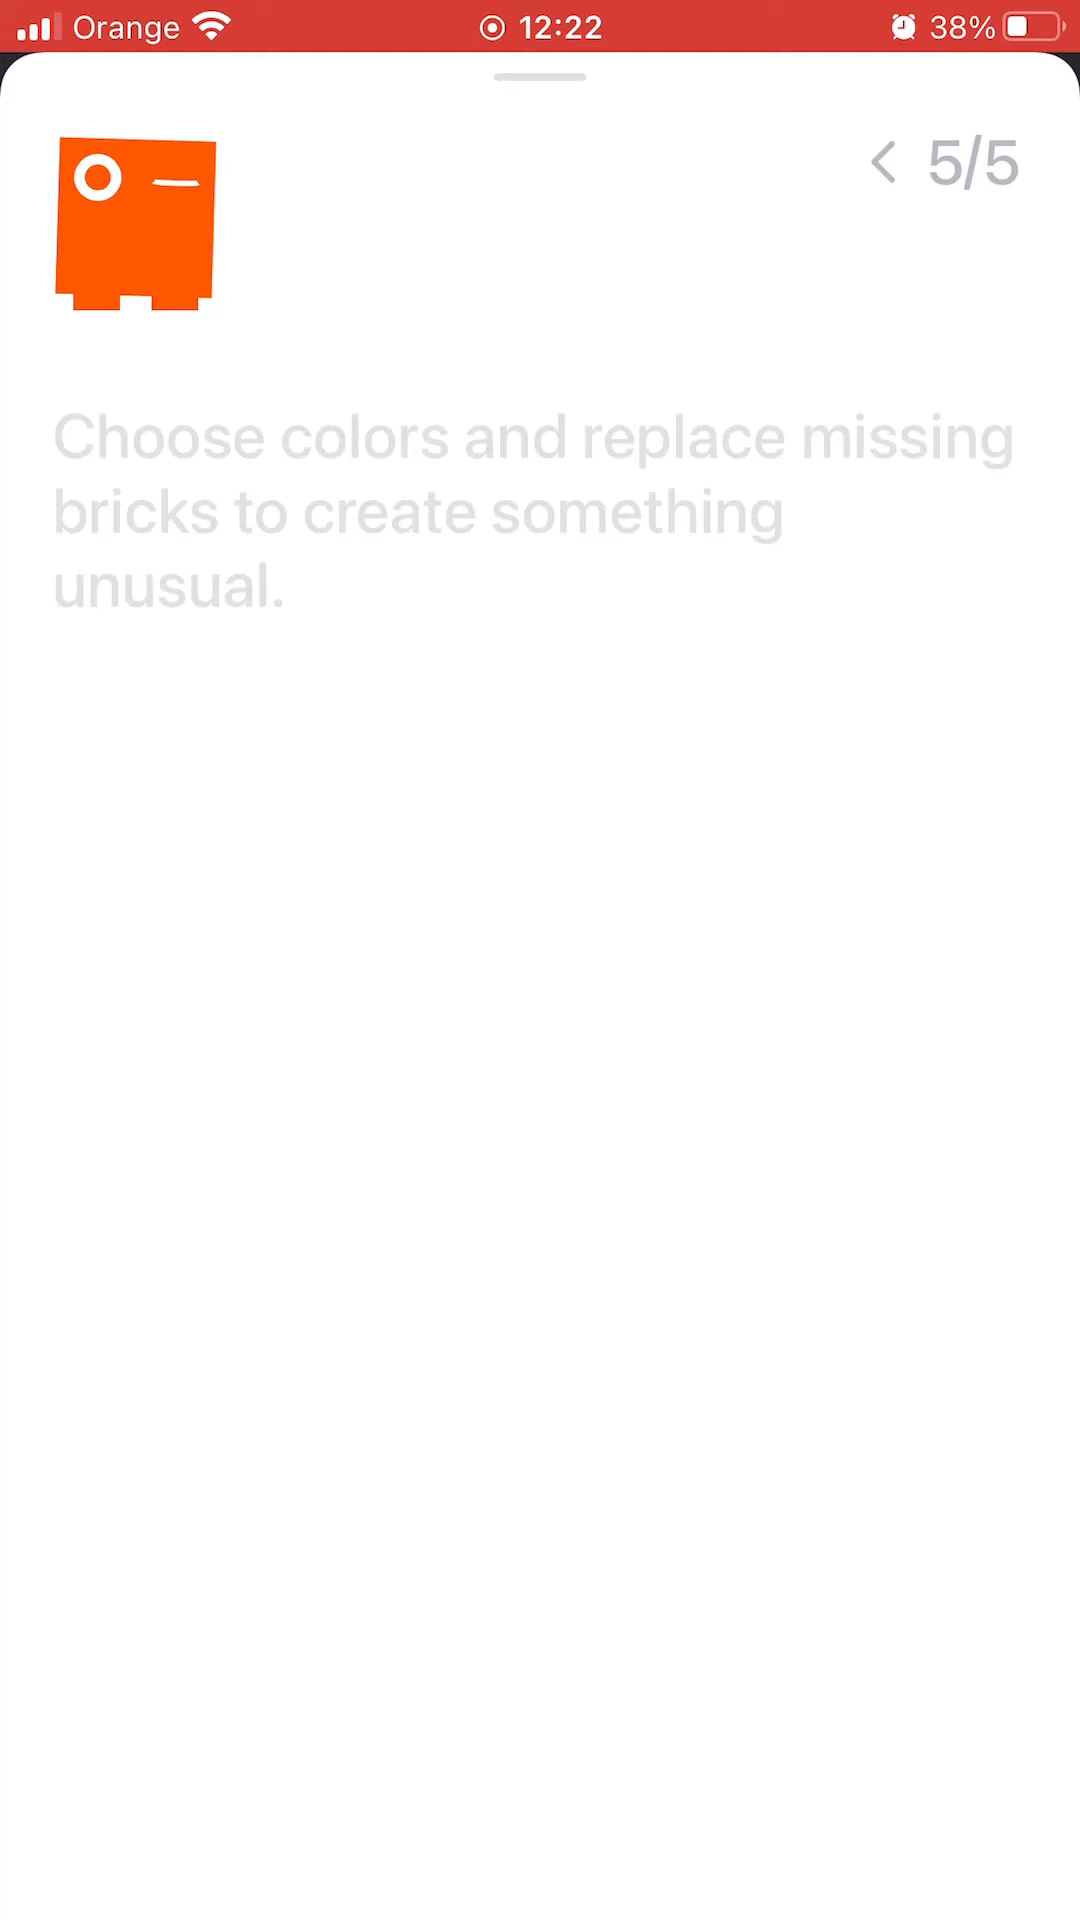 Orange 12:22 38%
< 5/5
Choose colors and replace missing
bricks to create something
unusual.